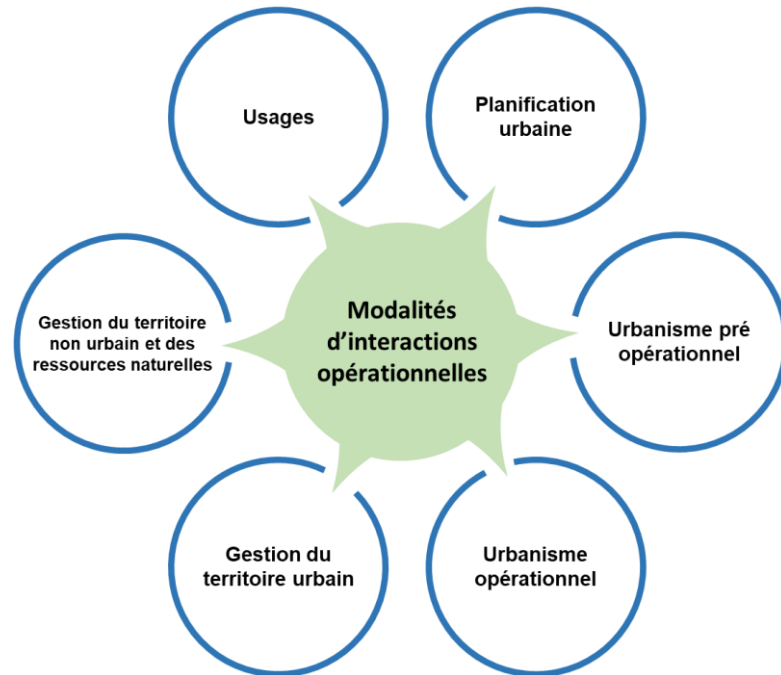 Usages
Planification
urbaine
Gestion du territoire
non urbain et des
ressources naturelles
Modalités
d’interactions
opérationnelles
Urbanisme pré
opérationnel
Gestion du
territoire urbain
Urbanisme
opérationnel